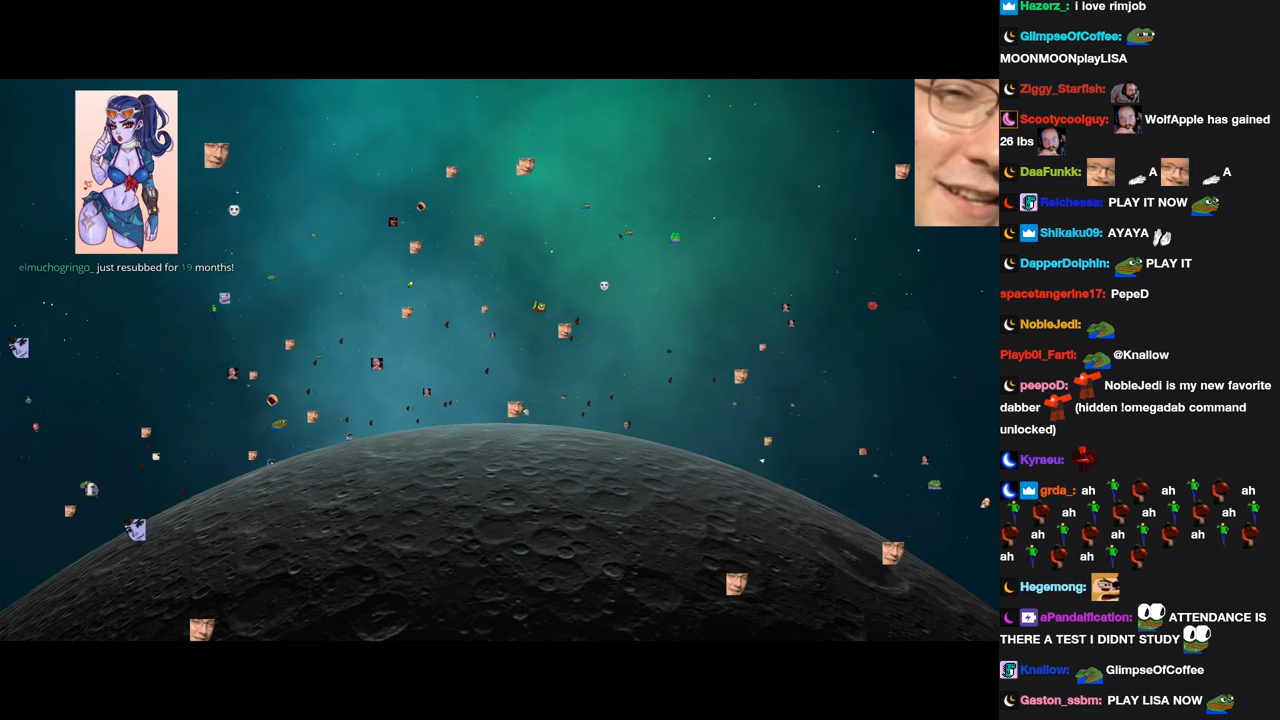 elmuchogringo_ just resubbed for 19 months!
Hazerz_: i love rimjob
GlimpseOfCoffee:
MOONMOONplayLISA
Ziggy_Starfish:
Scootycoolguy: WolfApple has gained
26 lbs
DaaFunkk: A A
Reichessa: PLAY IT NOW
Shikaku09: AYAYA
DapperDolphin: PLAY IT
spacetangerine17: PepeD
NobleJedi:
Playb0i_Farti: @Knallow
peepoD: NobleJedi is my new favorite
dabber (hidden !omegadab command
unlocked)
Kyraeu:
grda_: ah ah ah
ah ah ah
ah ah ah
ah ah
Hegemong:
aPandaification: ATTENDANCE IS
THERE A TEST I DIDNT STUDY
Knallow: GlimpseOfCoffee
Gaston_ssbm: PLAY LISA NOW